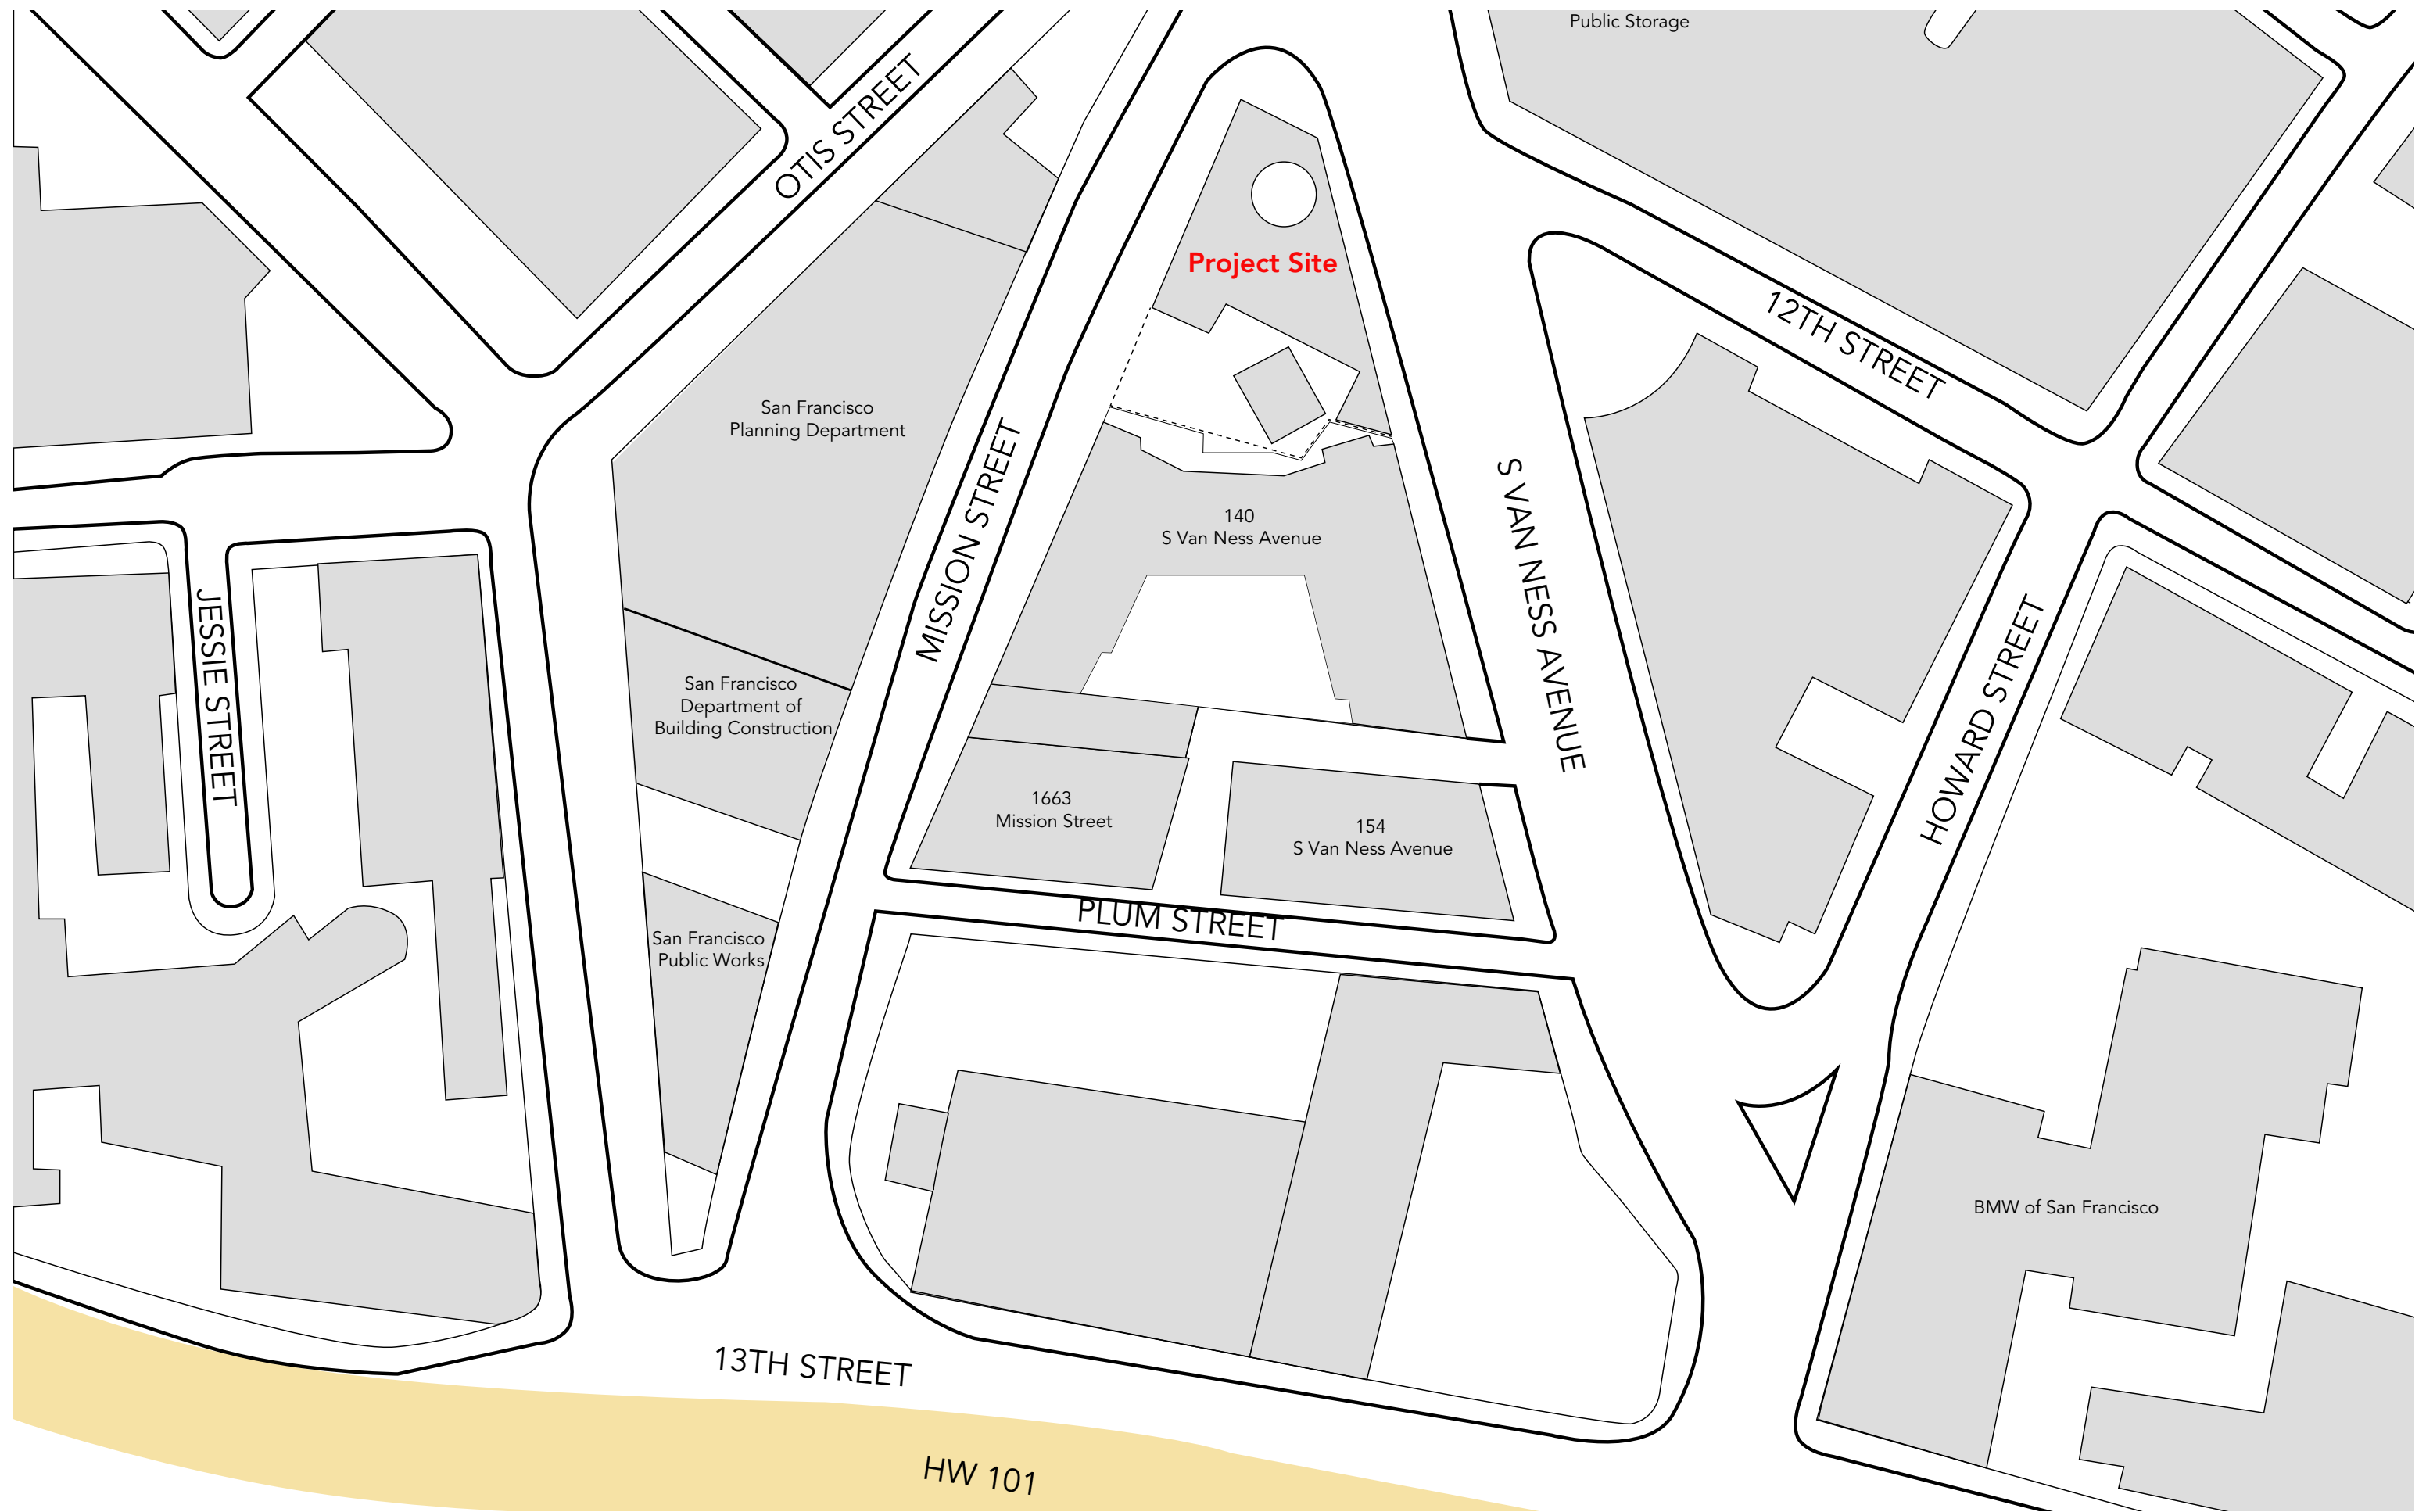 Public Storage
OTIS STREET
Project Site
12TH STREET
San Francisco
Planning Department
MISSION STREET
S VAN NESS AVENUE
140
S Van Ness Avenue
JESSIE STREET
HOWARD STREET
San Francisco
Department of
Building Construction
1663
Mission Street
154
S Van Ness Avenue
PLUM STREET
San Francisco
Public Works
BMW of San Francisco
13TH STREET
HW 101